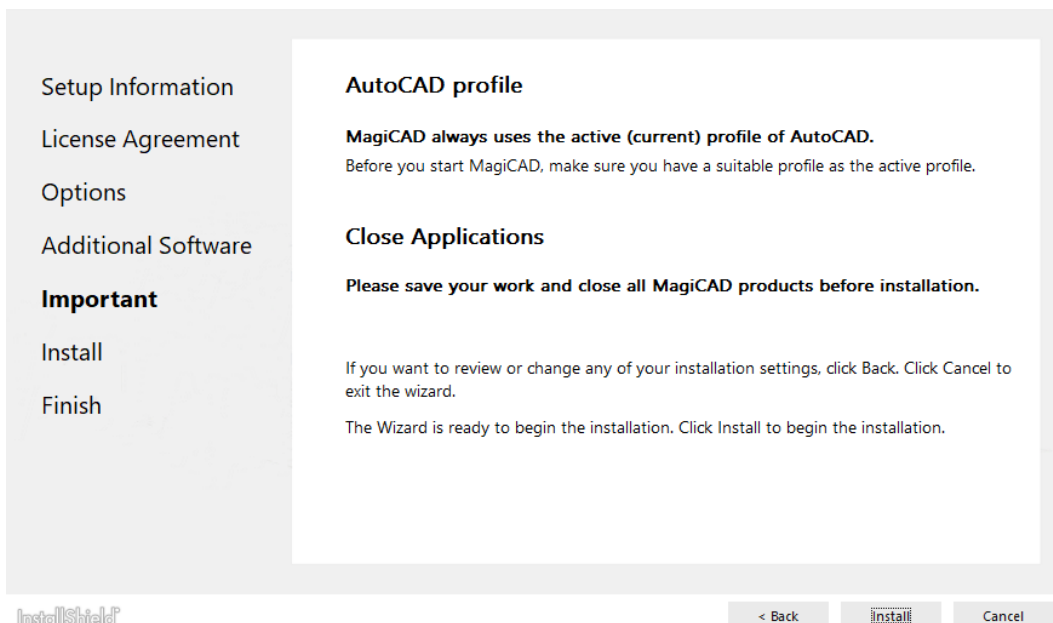 Setup Information
License Agreement
Options
Additional Software
Important
Install
Finish
AutoCAD profile
MagiCAD always uses the active (current) profile of AutoCAD.
Before you start MagiCAD, make sure you have a suitable profile as the active profile.
Close Applications
Please save your work and close all MagiCAD products before installation.
If you want to review or change any of your installation settings, click Back. Click Cancel to
exit the wizard.
The Wizard is ready to begin the installation. Click Install to begin the installation.
InstallShield
< Back
Install
Cancel